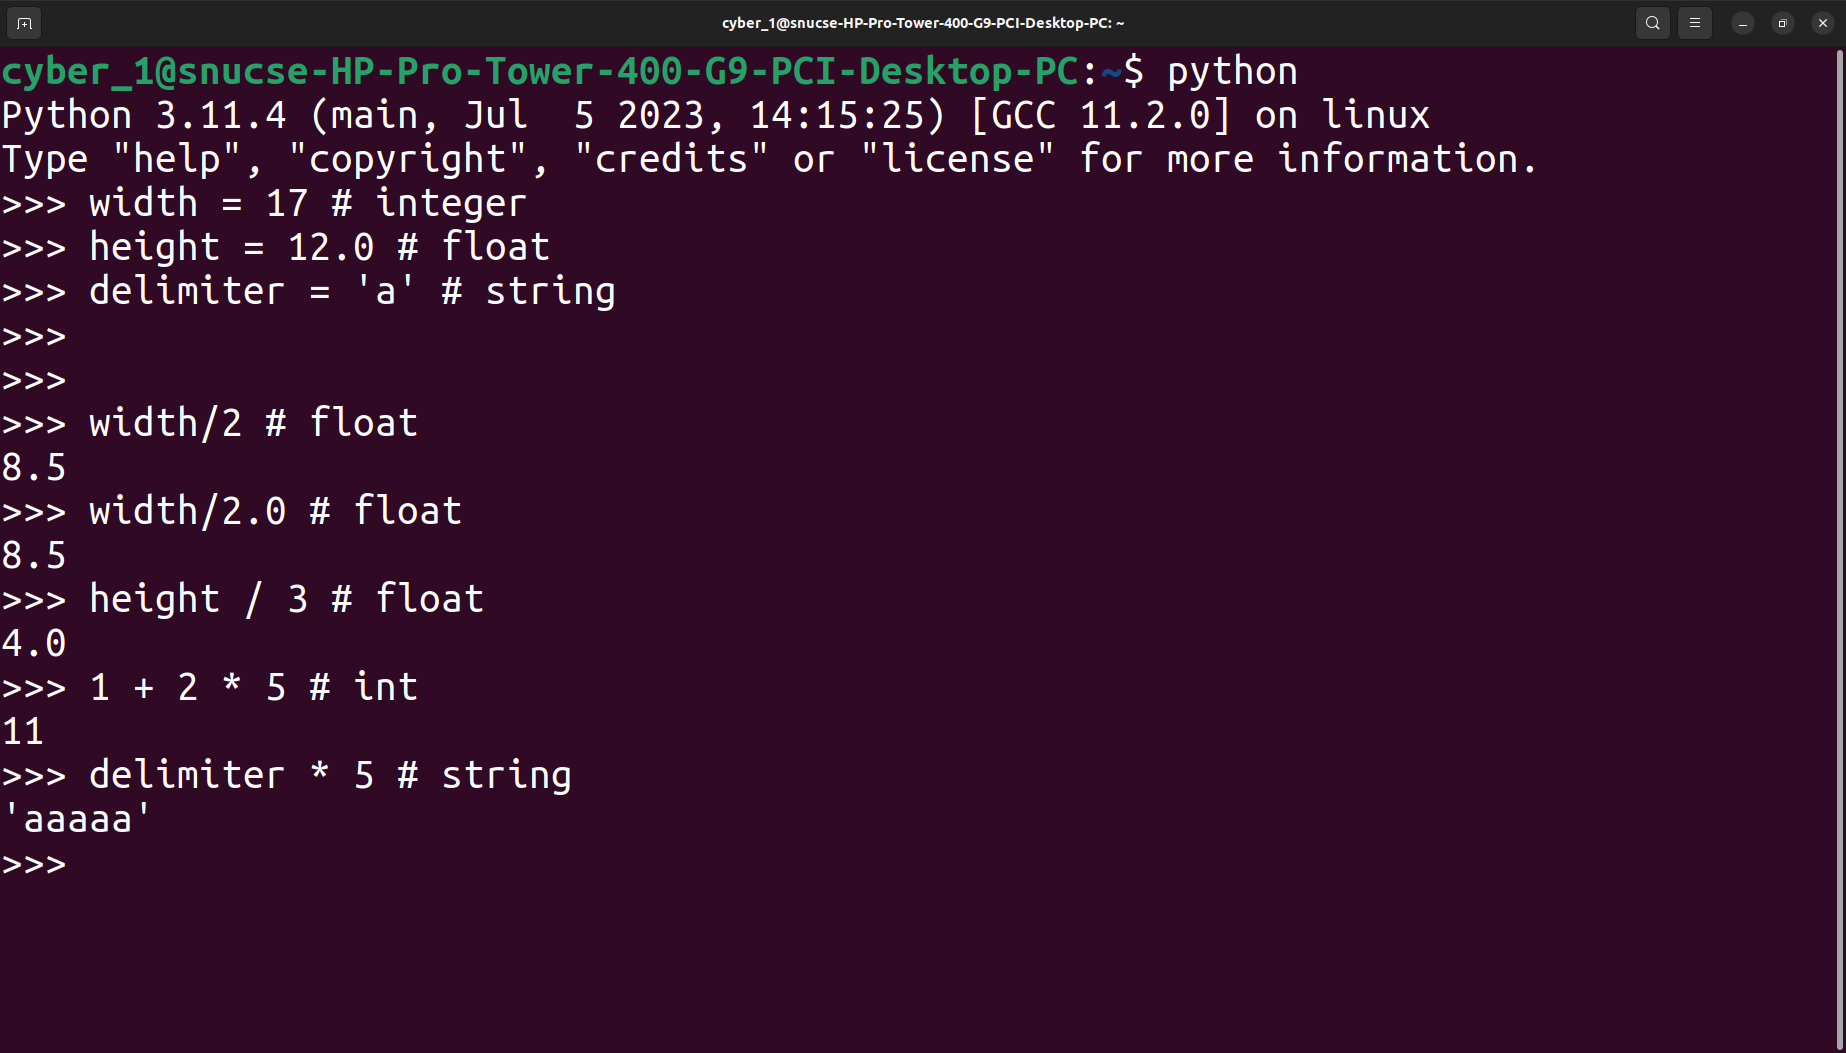 cyber_1@snucse-HP-Pro-Tower-400-G9-PCI-Desktop-PC: ~
cyber_1@snucse-HP-Pro-Tower-400-G9-PCI-Desktop-PC:~$ python
Python 3.11.4 (main, Jul  5 2023, 14:15:25) [GCC 11.2.0] on linux
Type "help", "copyright", "credits" or "license" for more information.
>>> width = 17 # integer
>>> height = 12.0 # float
>>> delimiter = 'a' # string
>>>
>>>
>>> width/2 # float
8.5
>>> width/2.0 # float
8.5
>>> height / 3 # float
4.0
>>> 1 + 2 * 5 # int
11
>>> delimiter * 5 # string
'aaaaa'
>>>